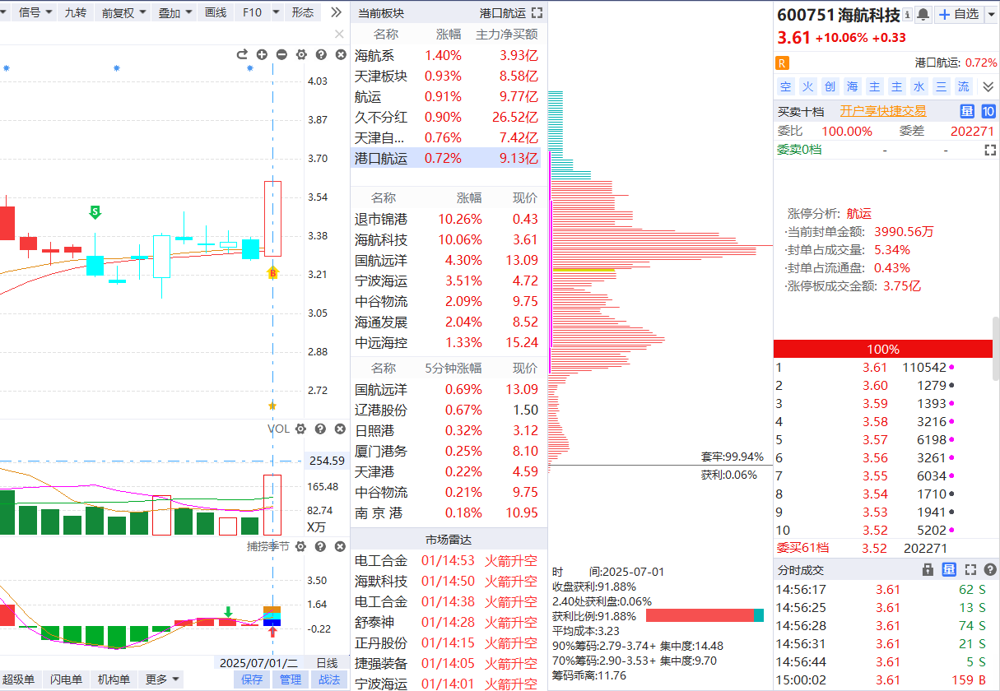 信号 九转 前复权 叠加 画线 F10 形态
4.03
3.87
3.70
3.54
3.38
3.21
3.05
2.88
2.72
S
B
VOL
254.59
165.48
82.74
X万
捕捞季节
3.50
1.64
-0.22
2025/07/01/二 日线
超级单 闪电单 机构单 更多 保存 管理 战法
当前板块 港口航运
名称 涨幅 主力净买额
海航系 1.40% 3.93亿
天津板块 0.93% 8.58亿
航运 0.91% 9.77亿
久不分红 0.90% 26.52亿
天津自... 0.76% 7.42亿
港口航运 0.72% 9.13亿
名称 涨幅 现价
退市锦港 10.26% 0.43
海航科技 10.06% 3.61
国航远洋 4.30% 13.09
宁波海运 3.51% 4.72
中谷物流 2.09% 9.75
海通发展 2.04% 8.52
中远海控 1.33% 15.24
名称 5分钟涨幅 现价
国航远洋 0.69% 13.09
辽港股份 0.67% 1.50
日照港 0.32% 3.12
厦门港务 0.25% 8.10
天津港 0.22% 4.59
中谷物流 0.21% 9.75
南京港 0.18% 10.95
市场雷达
电工合金 01/14:53 火箭升空
海默科技 01/14:50 火箭升空
电工合金 01/14:38 火箭升空
舒泰神 01/14:28 火箭升空
正丹股份 01/14:15 火箭升空
捷强装备 01/14:05 火箭升空
宁波海运 01/14:01 火箭升空
套牢:99.94%
获利:0.06%
时 间:2025-07-01
收盘获利:91.88%
2.40处获利盘:0.06%
获利比例:91.88%
平均成本:3.23
90%筹码:2.79-3.74+ 集中度:14.48
70%筹码:2.90-3.53+ 集中度:9.70
筹码乖离:11.76
600751 海航科技 自选
3.61 +10.06% +0.33
R 港口航运: 0.72%
空 火 创 海 主 主 水 三 流
买卖十档 开户享快捷交易 量 10
委比 100.00% 委差 202271
委卖0档 - -
涨停分析: 航运
·当前封单金额: 3990.56万
·封单占成交量: 5.34%
·封单占流通盘: 0.43%
·涨停板成交金额: 3.75亿
100%
1 3.61 110542
2 3.60 1279
3 3.59 1393
4 3.58 3216
5 3.57 6198
6 3.56 3261
7 3.55 6034
8 3.54 1710
9 3.53 1941
10 3.52 5202
委买61档 3.52 202271
分时成交 量
14:56:17 3.61 62 S
14:56:25 3.61 13 S
14:56:28 3.61 74 S
14:56:31 3.61 21 S
14:56:44 3.61 5 S
15:00:02 3.61 159 B